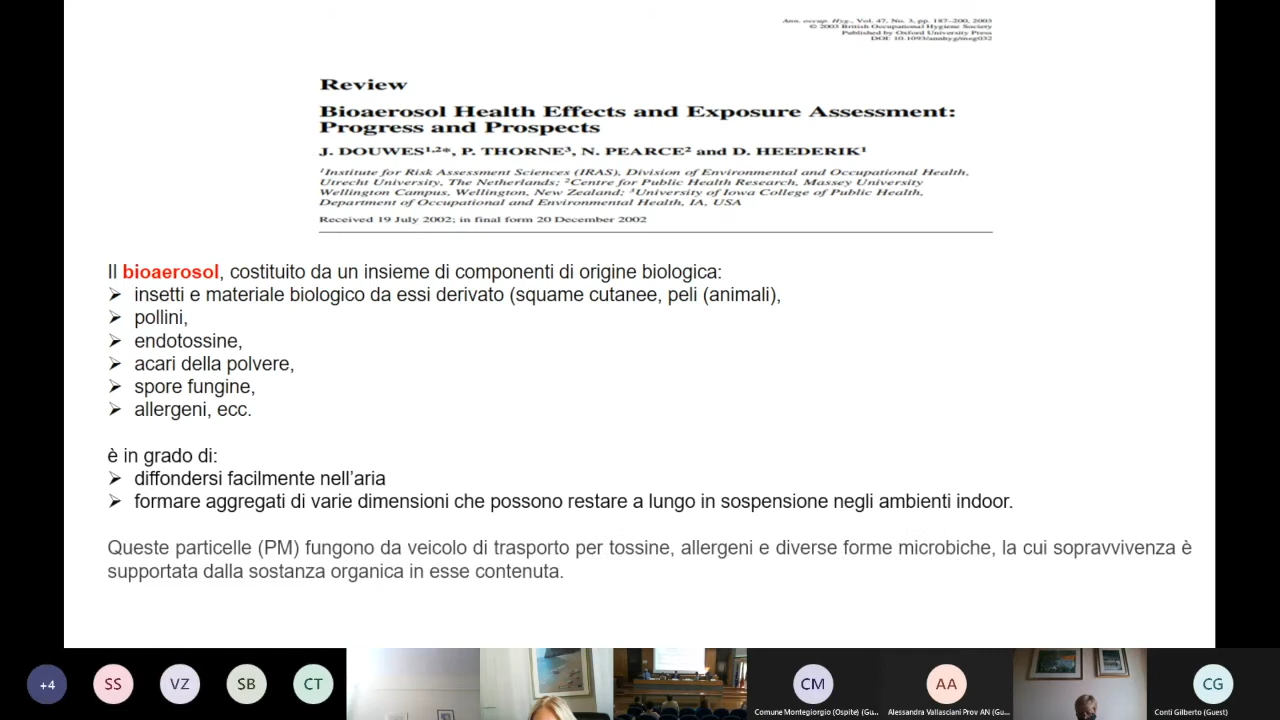 Ann. occup. Hyg., Vol. 47, No. 3, pp. 187–200, 2003
© 2003 British Occupational Hygiene Society
Published by Oxford University Press
DOI: 10.1093/annhyg/meg032
Review
Bioaerosol Health Effects and Exposure Assessment:
Progress and Prospects
J. DOUWES¹,²*, P. THORNE³, N. PEARCE² and D. HEEDERIK¹
¹Institute for Risk Assessment Sciences (IRAS), Division of Environmental and Occupational Health,
Utrecht University, The Netherlands; ²Centre for Public Health Research, Massey University
Wellington Campus, Wellington, New Zealand; ³University of Iowa College of Public Health,
Department of Occupational and Environmental Health, IA, USA
Received 19 July 2002; in final form 20 December 2002
Il bioaerosol, costituito da un insieme di componenti di origine biologica:
➢ insetti e materiale biologico da essi derivato (squame cutanee, peli (animali),
➢ pollini,
➢ endotossine,
➢ acari della polvere,
➢ spore fungine,
➢ allergeni, ecc.
è in grado di:
➢ diffondersi facilmente nell’aria
➢ formare aggregati di varie dimensioni che possono restare a lungo in sospensione negli ambienti indoor.
Queste particelle (PM) fungono da veicolo di trasporto per tossine, allergeni e diverse forme microbiche, la cui sopravvivenza è
supportata dalla sostanza organica in esse contenuta.
+4 SS VZ SB CT CM AA CG
Comune Montegiorgio (Ospite) (Gu... Alessandra Vallasciani Prov AN (Gu... Conti Gilberto (Guest)